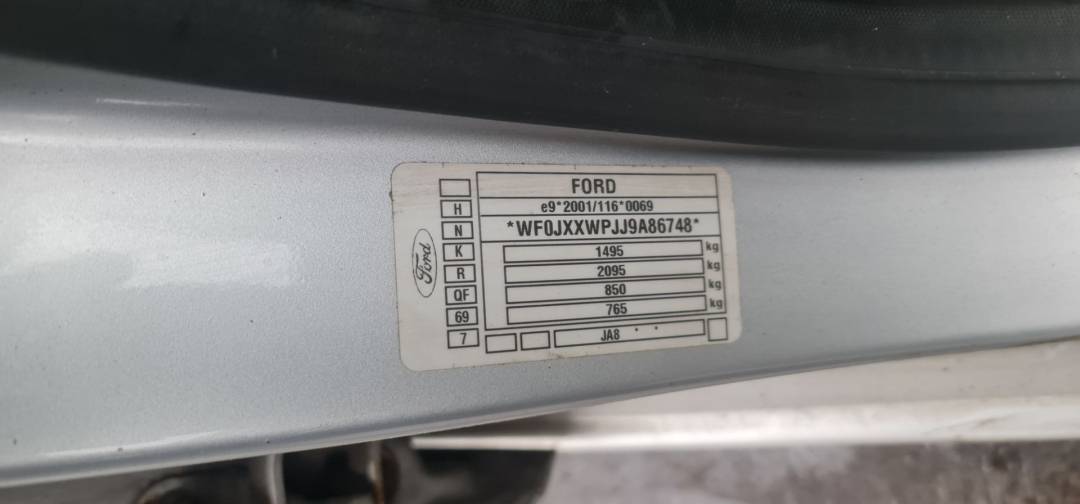 FORD
e9*2001/116*0069
*WF0JXXWPJJ9A86748*
1495 kg
2095 kg
850 kg
765 kg
JA8 * *
H
N
K
R
QF
69
7
Ford